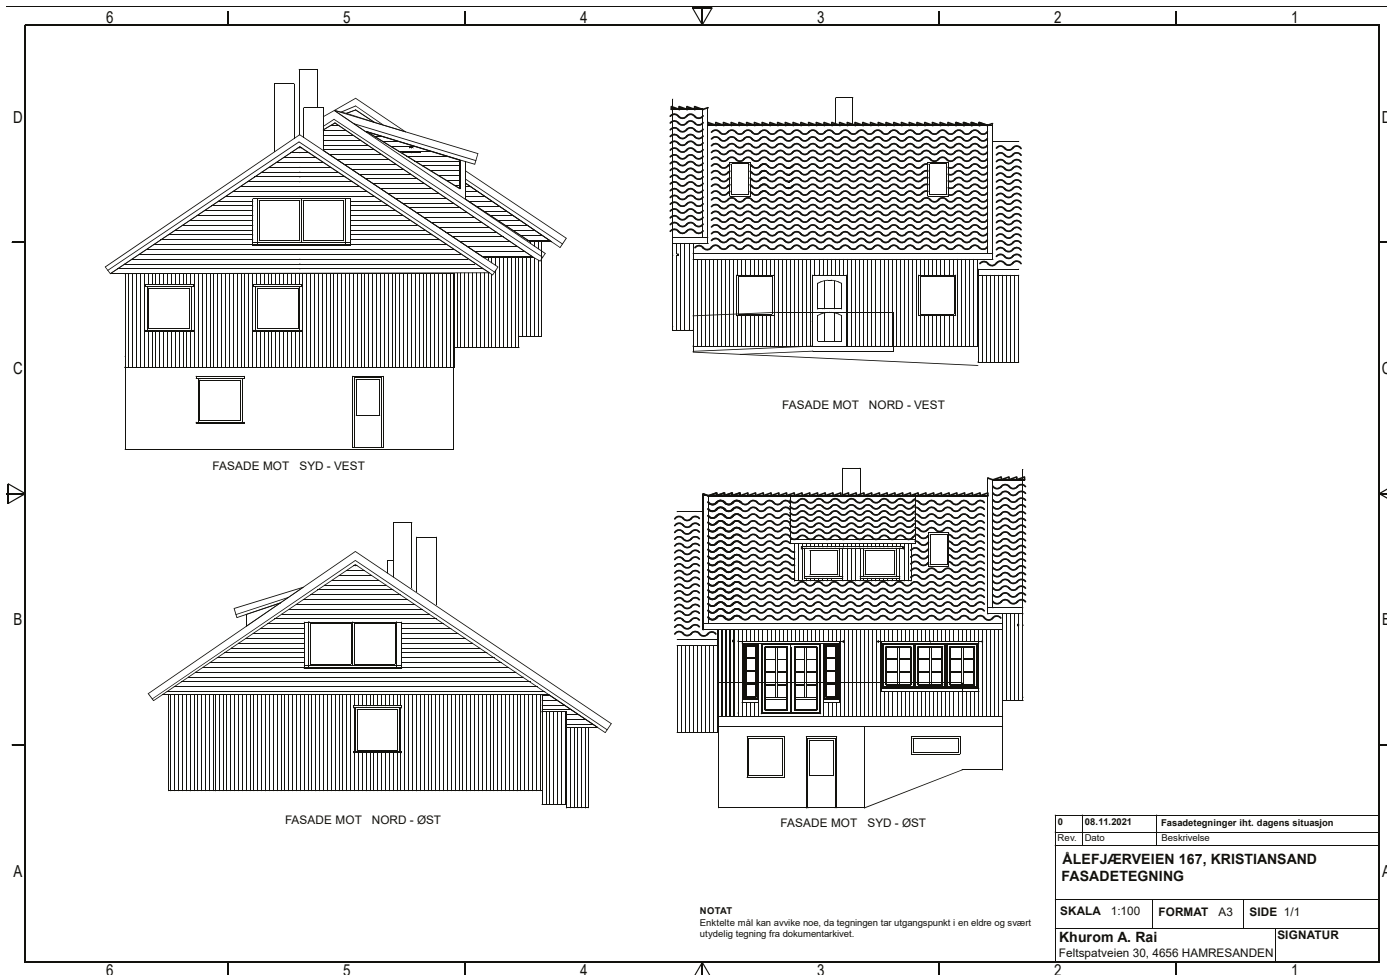 6 5 4 3 2 1
D D
FASADE MOT NORD - VEST
C
FASADE MOT SYD - VEST
B
FASADE MOT NORD - ØST
FASADE MOT SYD - ØST
A
0 08.11.2021 Fasadetegninger iht. dagens situasjon
Rev. Dato Beskrivelse
ÅLEFJÆRVEIEN 167, KRISTIANSAND
FASADETEGNING
SKALA 1:100 FORMAT A3 SIDE 1/1
Khurom A. Rai SIGNATUR
Feltspatveien 30, 4656 HAMRESANDEN
NOTAT
Enktelte mål kan avvike noe, da tegningen tar utgangspunkt i en eldre og svært
utydelig tegning fra dokumentarkivet.
6 5 4 3 2 1